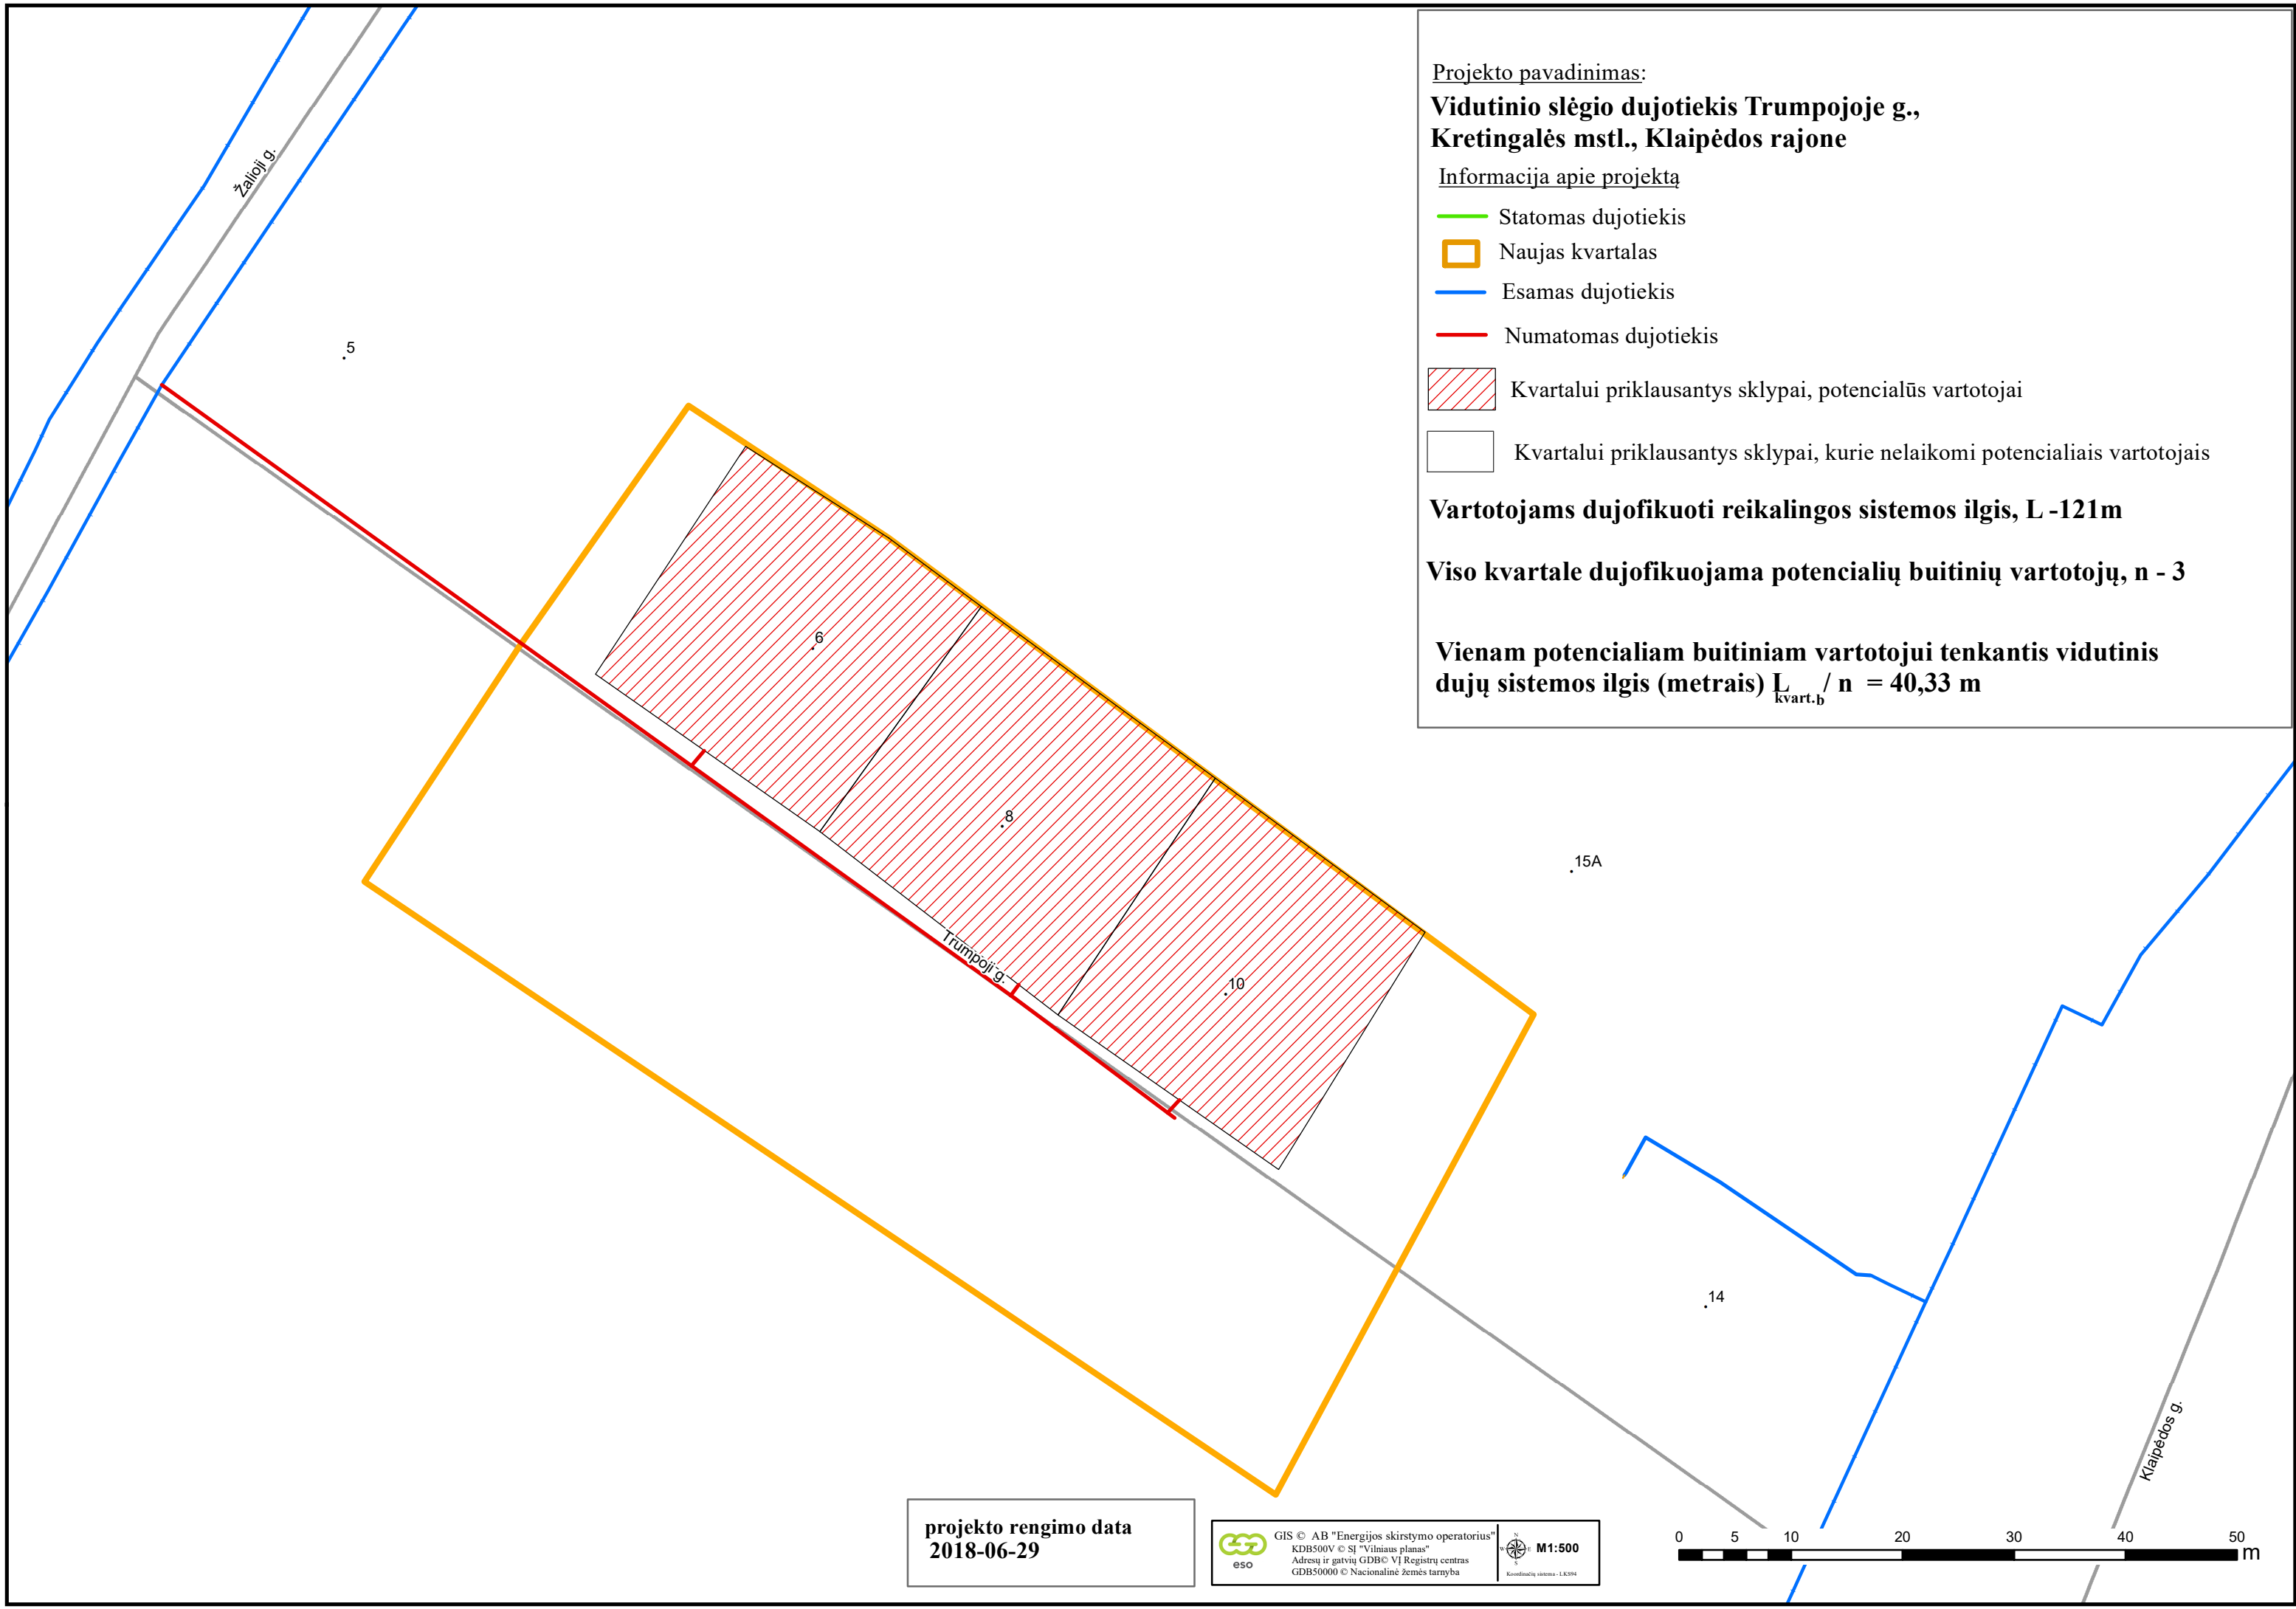 Projekto pavadinimas:
Vidutinio slėgio dujotiekis Trumpojoje g.,
Kretingalės mstl., Klaipėdos rajone
Informacija apie projektą
Statomas dujotiekis
Naujas kvartalas
Esamas dujotiekis
Numatomas dujotiekis
Kvartalui priklausantys sklypai, potencialūs vartotojai
Kvartalui priklausantys sklypai, kurie nelaikomi potencialiais vartotojais
Vartotojams dujofikuoti reikalingos sistemos ilgis, L -121m
Viso kvartale dujofikuojama potencialių buitinių vartotojų, n - 3
Vienam potencialiam buitiniam vartotojui tenkantis vidutinis
dujų sistemos ilgis (metrais) L kvart.b / n = 40,33 m
Žalioji g.
5
6
8
15A
Trumpoji g.
10
14
Klaipėdos g.
projekto rengimo data
2018-06-29
eso
GIS © AB "Energijos skirstymo operatorius"
KDB500V © SĮ "Vilniaus planas"
Adresų ir gatvių GDB© VĮ Registrų centras
GDB50000 © Nacionalinė žemės tarnyba
N
W E
S
M1:500
Koordinačių sistema - LKS94
0 5 10 20 30 40 50
m